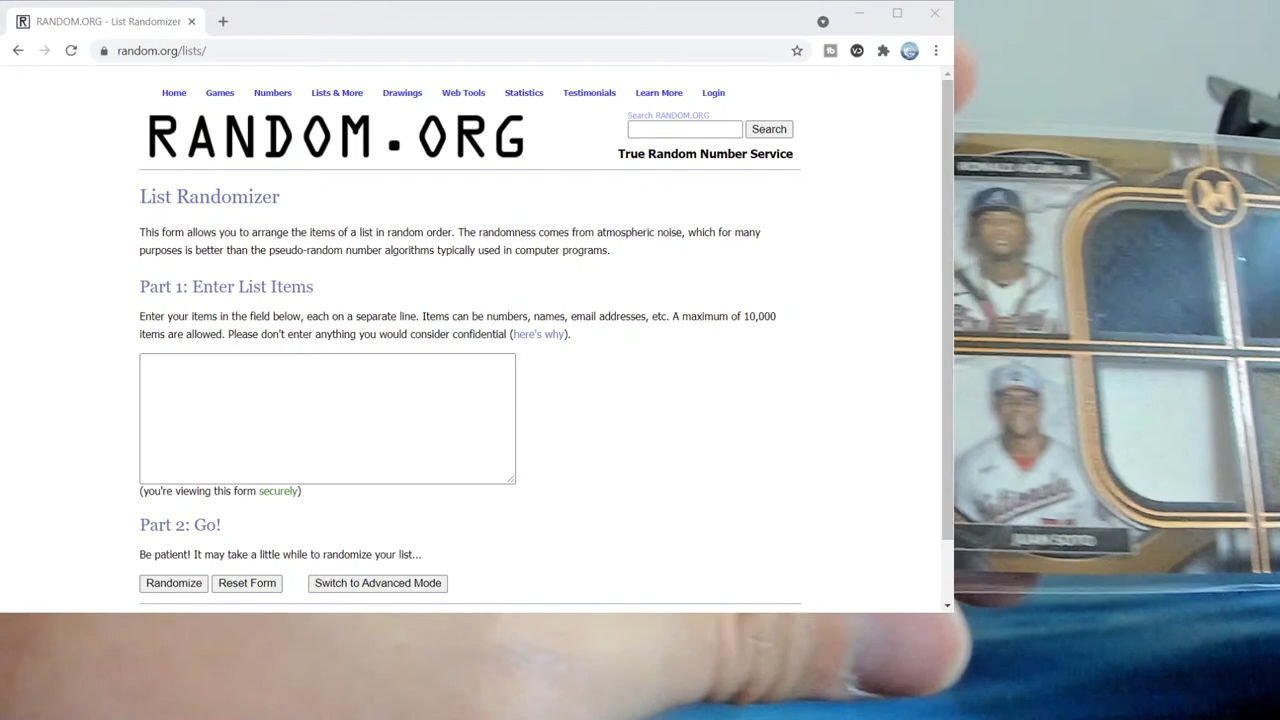 RANDOM.ORG - List Randomizer
random.org/lists/
Home Games Numbers Lists & More Drawings Web Tools Statistics Testimonials Learn More Login
RANDOM.ORG
Search RANDOM.ORG
Search
True Random Number Service
List Randomizer
This form allows you to arrange the items of a list in random order. The randomness comes from atmospheric noise, which for many
purposes is better than the pseudo-random number algorithms typically used in computer programs.
Part 1: Enter List Items
Enter your items in the field below, each on a separate line. Items can be numbers, names, email addresses, etc. A maximum of 10,000
items are allowed. Please don't enter anything you would consider confidential (here's why).
(you're viewing this form securely)
Part 2: Go!
Be patient! It may take a little while to randomize your list...
Randomize Reset Form Switch to Advanced Mode
M
Nationals
JUAN SOTO